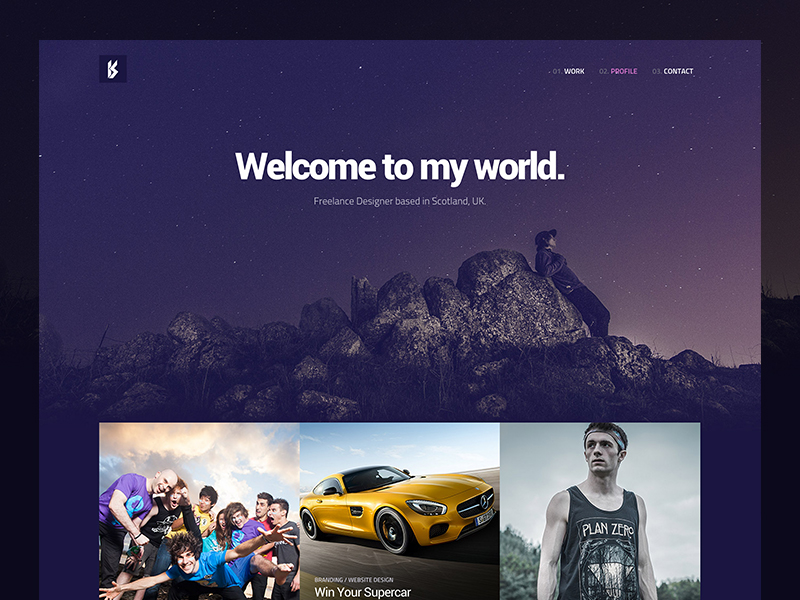 01. WORK 02. PROFILE 03. CONTACT
Welcome to my world.
Freelance Designer based in Scotland, UK.
PLAN ZERO
BRANDING / WEBSITE DESIGN
Win Your Supercar